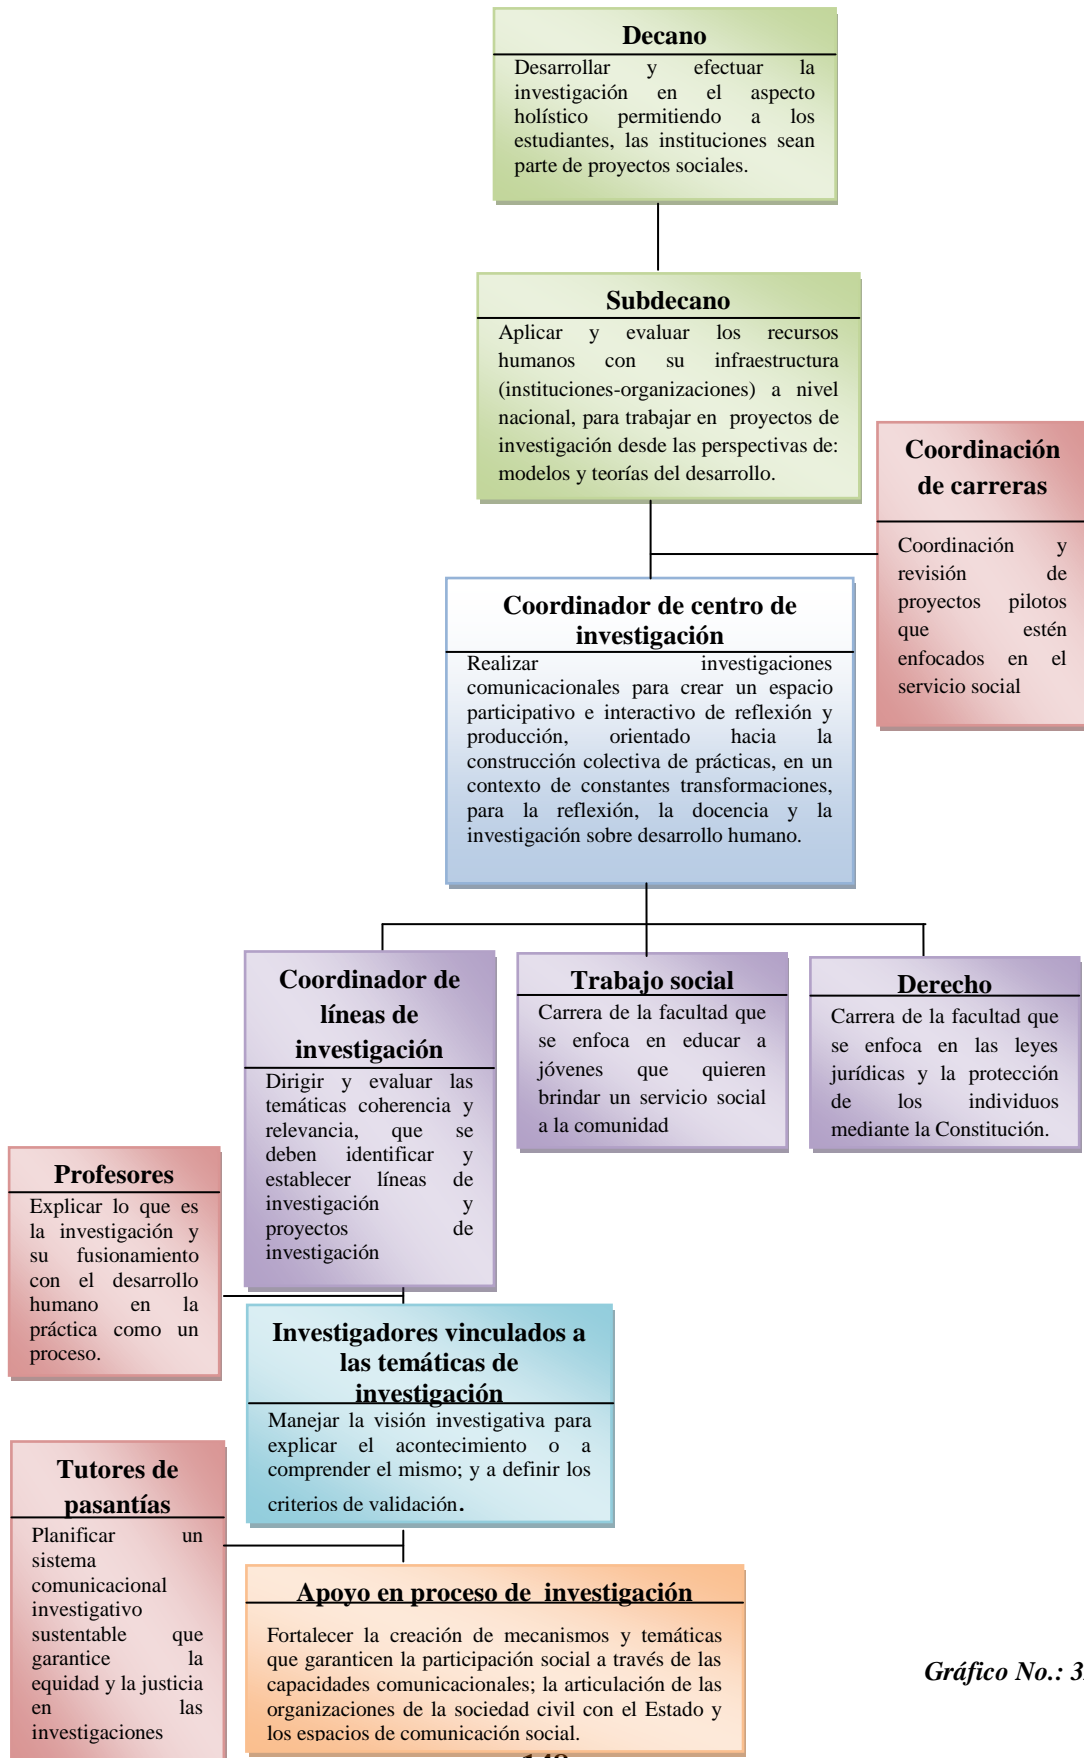 Decano
Desarrollar y efectuar la
investigación en el aspecto
holístico permitiendo a los
estudiantes, las instituciones sean
parte de proyectos sociales.
Subdecano
Aplicar y evaluar los recursos
humanos con su infraestructura
(instituciones-organizaciones) a nivel
nacional, para trabajar en proyectos de
investigación desde las perspectivas de:
modelos y teorías del desarrollo.
Coordinación
de carreras
Coordinación y
revisión de
proyectos pilotos
que estén
enfocados en el
servicio social
Coordinador de centro de
investigación
Realizar investigaciones
comunicacionales para crear un espacio
participativo e interactivo de reflexión y
producción, orientado hacia la
construcción colectiva de prácticas, en un
contexto de constantes transformaciones,
para la reflexión, la docencia y la
investigación sobre desarrollo humano.
Coordinador de
líneas de
investigación
Dirigir y evaluar las
temáticas coherencia y
relevancia, que se
deben identificar y
establecer líneas de
investigación y
proyectos de
investigación
Trabajo social
Carrera de la facultad que
se enfoca en educar a
jóvenes que quieren
brindar un servicio social
a la comunidad
Derecho
Carrera de la facultad que
se enfoca en las leyes
jurídicas y la protección
de los individuos
mediante la Constitución.
Profesores
Explicar lo que es
la investigación y
su fusionamiento
con el desarrollo
humano en la
práctica como un
proceso.
Investigadores vinculados a
las temáticas de
investigación
Manejar la visión investigativa para
explicar el acontecimiento o a
comprender el mismo; y a definir los
criterios de validación.
Tutores de
pasantías
Planificar un
sistema
comunicacional
investigativo
sustentable que
garantice la
equidad y la justicia
en las
investigaciones
Apoyo en proceso de investigación
Fortalecer la creación de mecanismos y temáticas
que garanticen la participación social a través de las
capacidades comunicacionales; la articulación de las
organizaciones de la sociedad civil con el Estado y
los espacios de comunicación social.
Gráfico No.: 3